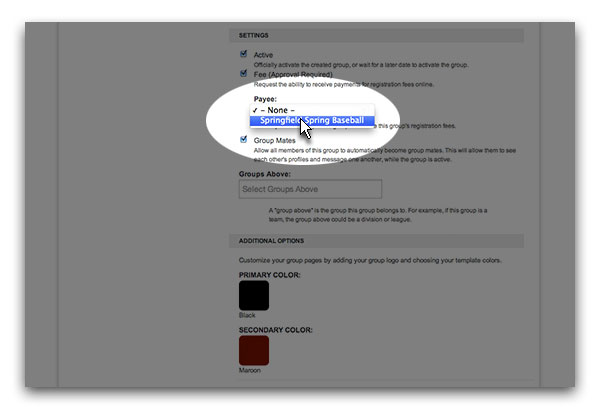 SETTINGS
Active
Officially activate the created group, or wait for a later date to activate the group.
Fee (Approval Required)
Request the ability to receive payments for registration fees online.
Payee:
✓ - None -
Springfield Spring Baseball
this group's registration fees.
Group Mates
Allow all members of this group to automatically become group mates. This will allow them to see
each other's profiles and message one another, while the group is active.
Groups Above:
Select Groups Above
A "group above" is the group this group belongs to. For example, if this group is a
team, the group above could be a division or league.
ADDITIONAL OPTIONS
Customize your group pages by adding your group logo and choosing your template colors.
PRIMARY COLOR:
Black
SECONDARY COLOR:
Maroon